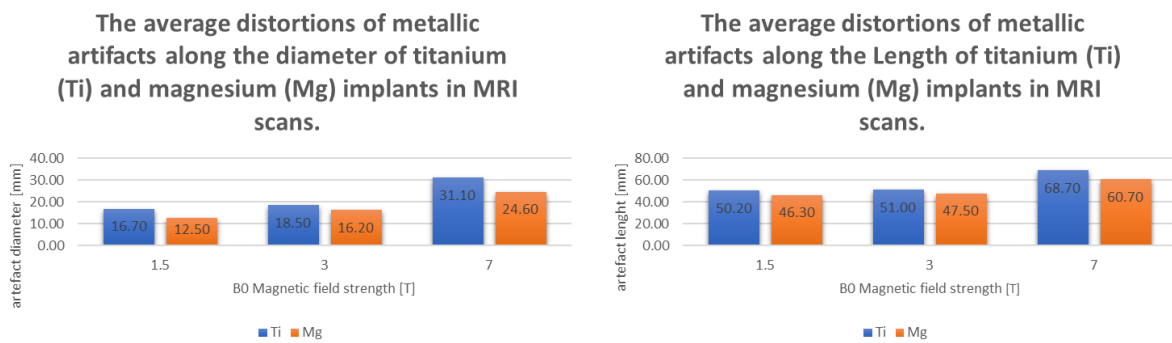 The average distortions of metallic
artifacts along the diameter of titanium
(Ti) and magnesium (Mg) implants in MRI
scans.
artefact diameter [mm]
40.00
30.00
20.00
10.00
0.00
16.70
12.50
18.50
16.20
31.10
24.60
1.5
3
7
B0 Magnetic field strength [T]
Ti
Mg
The average distortions of metallic
artifacts along the Length of titanium (Ti)
and magnesium (Mg) implants in MRI
scans.
artefact lenght [mm]
80.00
60.00
40.00
20.00
0.00
50.20
46.30
51.00
47.50
68.70
60.70
1.5
3
7
B0 Magnetic field strength [T]
Ti
Mg